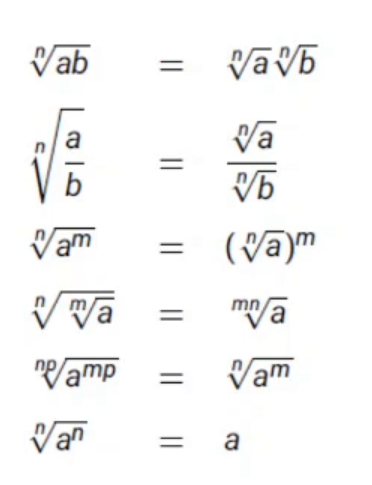 ⁿ√(ab) = ⁿ√a ⁿ√b
ⁿ√(a/b) = ⁿ√a / ⁿ√b
ⁿ√(aᵐ) = (ⁿ√a)ᵐ
ⁿ√(ᵐ√a) = ᵐⁿ√a
ⁿᵖ√(aᵐᵖ) = ⁿ√(aᵐ)
ⁿ√(aⁿ) = a